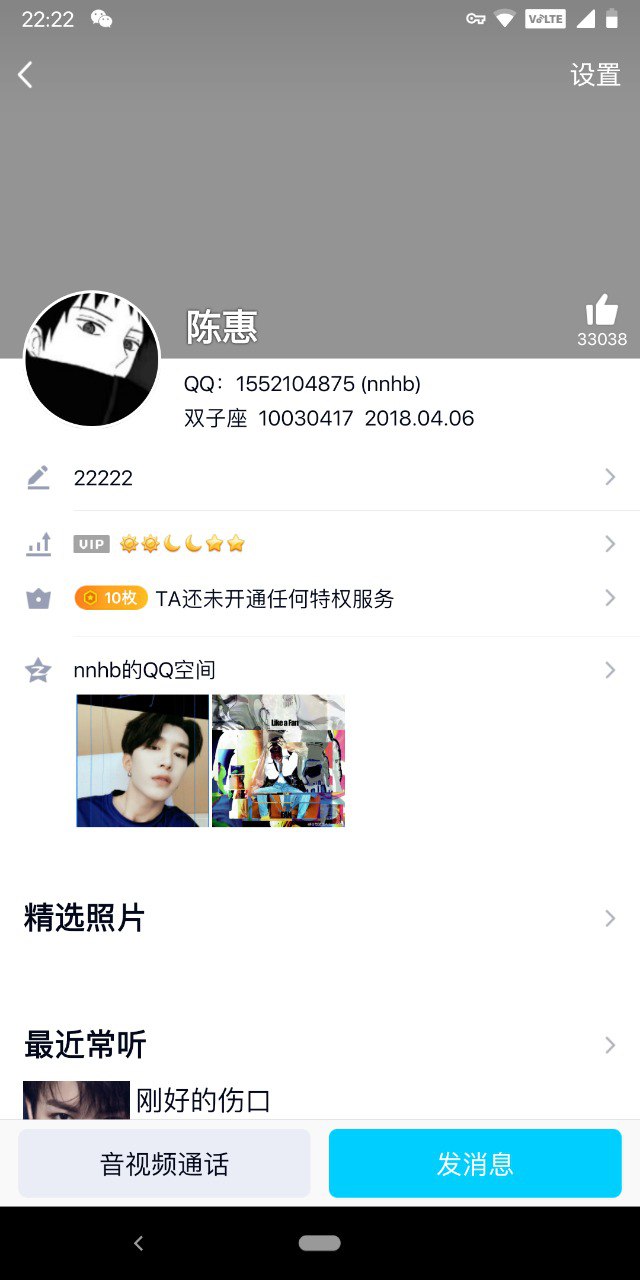 22:22
VoLTE
设置
陈惠
33038
QQ：1552104875 (nnhb)
双子座 10030417 2018.04.06
22222
VIP
10枚 TA还未开通任何特权服务
nnhb的QQ空间
Like a Fan
精选照片
最近常听
刚好的伤口
音视频通话
发消息